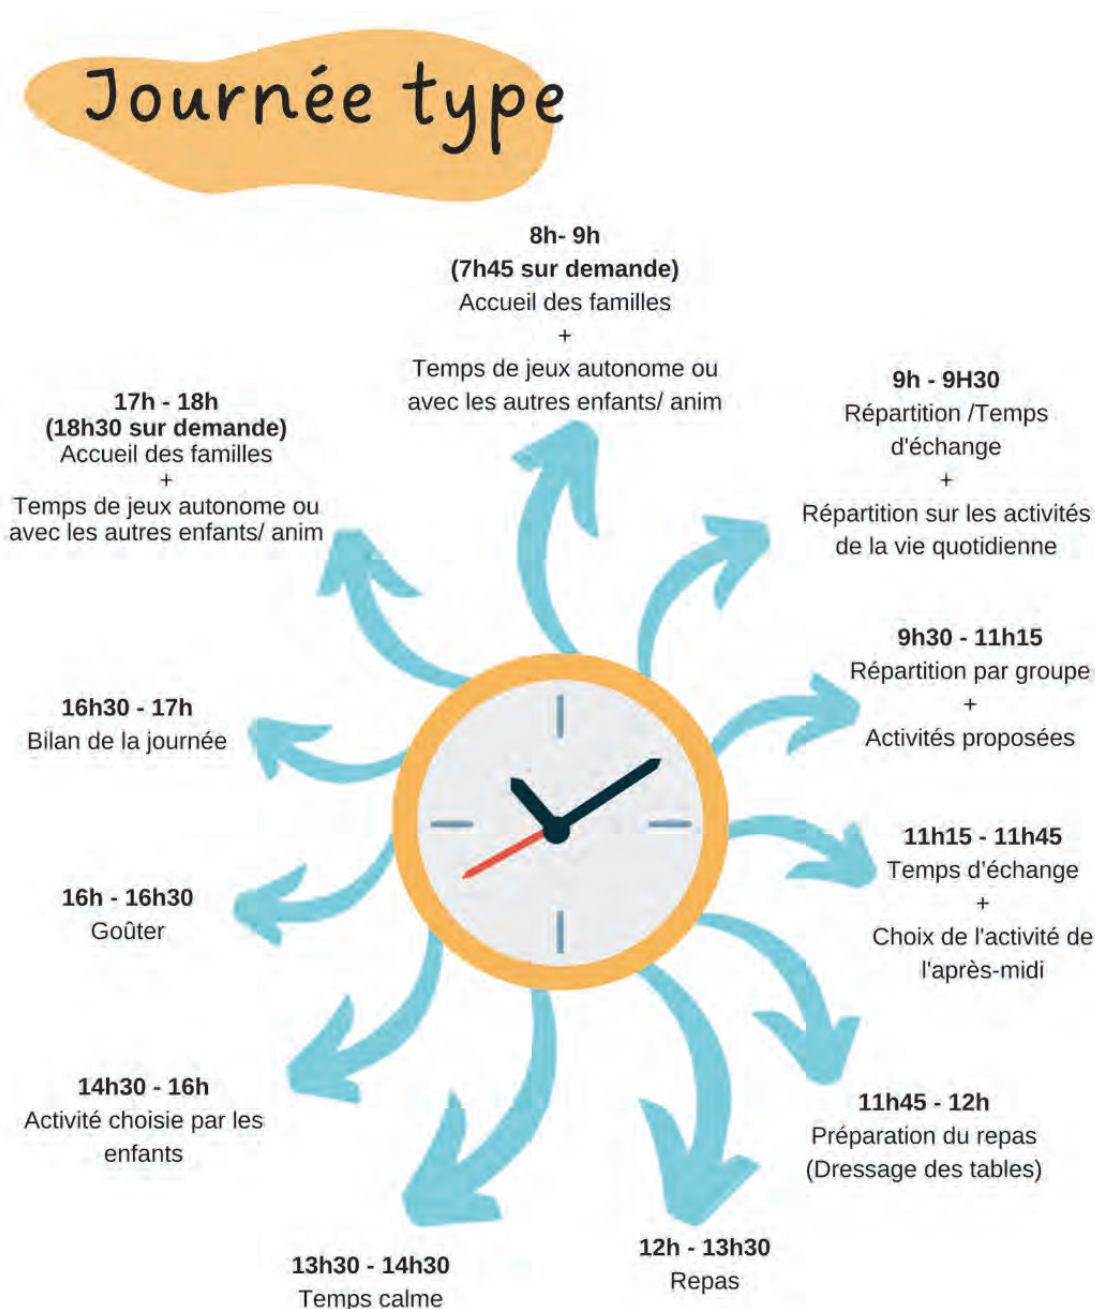 Journée type
8h- 9h
(7h45 sur demande)
Accueil des familles
+
Temps de jeux autonome ou
avec les autres enfants/ anim
9h - 9H30
Répartition /Temps
d'échange
+
Répartition sur les activités
de la vie quotidienne
9h30 - 11h15
Répartition par groupe
+
Activités proposées
11h15 - 11h45
Temps d'échange
+
Choix de l'activité de
l'après-midi
11h45 - 12h
Préparation du repas
(Dressage des tables)
12h - 13h30
Repas
13h30 - 14h30
Temps calme
14h30 - 16h
Activité choisie par les
enfants
16h - 16h30
Goûter
16h30 - 17h
Bilan de la journée
17h - 18h
(18h30 sur demande)
Accueil des familles
+
Temps de jeux autonome ou
avec les autres enfants/ anim